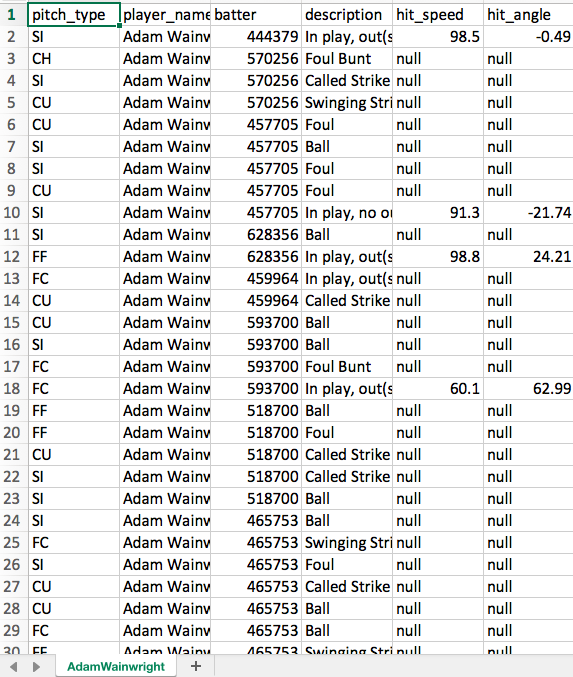 1 pitch_type player_name batter description hit_speed hit_angle
2 SI Adam Wainw 444379 In play, out(s 98.5 -0.49
3 CH Adam Wainw 570256 Foul Bunt null null
4 SI Adam Wainw 570256 Called Strike null null
5 CU Adam Wainw 570256 Swinging Stri null null
6 CU Adam Wainw 457705 Foul null null
7 SI Adam Wainw 457705 Ball null null
8 SI Adam Wainw 457705 Foul null null
9 CU Adam Wainw 457705 Foul null null
10 SI Adam Wainw 457705 In play, no ou 91.3 -21.74
11 SI Adam Wainw 628356 Ball null null
12 FF Adam Wainw 628356 In play, out(s 98.8 24.21
13 FC Adam Wainw 459964 In play, out(s null null
14 CU Adam Wainw 459964 Called Strike null null
15 CU Adam Wainw 593700 Ball null null
16 SI Adam Wainw 593700 Ball null null
17 FC Adam Wainw 593700 Foul Bunt null null
18 FC Adam Wainw 593700 In play, out(s 60.1 62.99
19 FF Adam Wainw 518700 Ball null null
20 FF Adam Wainw 518700 Foul null null
21 CU Adam Wainw 518700 Called Strike null null
22 SI Adam Wainw 518700 Called Strike null null
23 SI Adam Wainw 518700 Ball null null
24 SI Adam Wainw 465753 Ball null null
25 FC Adam Wainw 465753 Swinging Stri null null
26 SI Adam Wainw 465753 Foul null null
27 CU Adam Wainw 465753 Called Strike null null
28 CU Adam Wainw 465753 Ball null null
29 FC Adam Wainw 465753 Ball null null
30 FF Adam Wainw 465753 Swinging Stri null null
AdamWainwright +